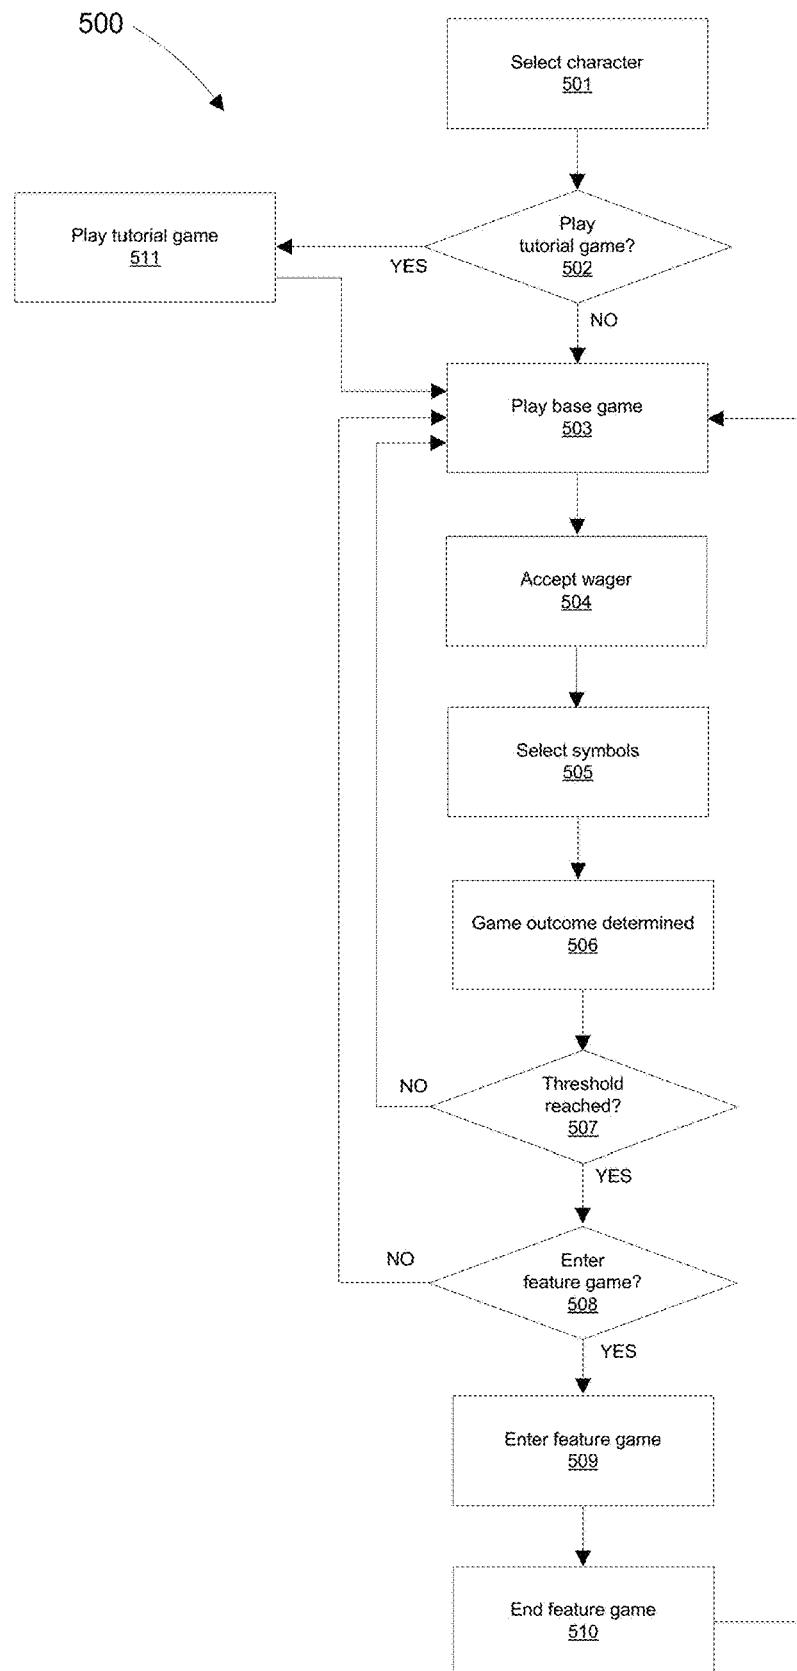 500
Select character
501
Play
tutorial game?
502
YES
NO
Play tutorial game
511
Play base game
503
Accept wager
504
Select symbols
505
Game outcome determined
506
Threshold
reached?
507
NO
YES
Enter
feature game?
508
NO
YES
Enter feature game
509
End feature game
510